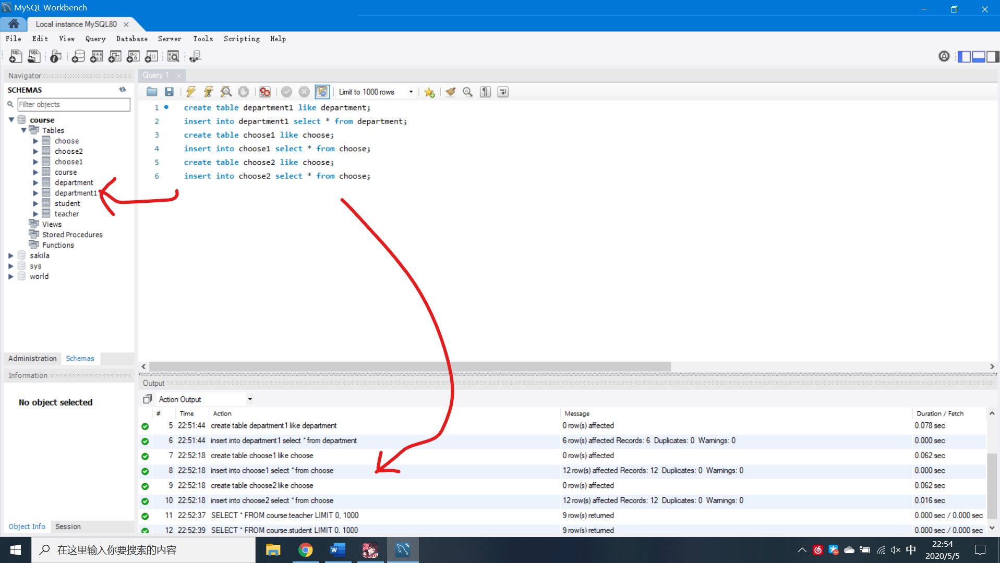 MySQL Workbench
Local instance MySQL80
File Edit View Query Database Server Tools Scripting Help
Navigator
SCHEMAS
Filter objects
course
Tables
choose
choose2
choose1
course
department
department1
student
teacher
Views
Stored Procedures
Functions
sakila
sys
world
Administration Schemas
Information
No object selected
Object Info Session
Query 1
Limit to 1000 rows
1 create table department1 like department;
2 insert into department1 select * from department;
3 create table choose1 like choose;
4 insert into choose1 select * from choose;
5 create table choose2 like choose;
6 insert into choose2 select * from choose;
Output
Action Output
# Time Action Message Duration / Fetch
5 22:51:44 create table department1 like department 0 row(s) affected 0.078 sec
6 22:51:44 insert into department1 select * from department 6 row(s) affected Records: 6 Duplicates: 0 Warnings: 0 0.000 sec
7 22:52:18 create table choose1 like choose 0 row(s) affected 0.062 sec
8 22:52:18 insert into choose1 select * from choose 12 row(s) affected Records: 12 Duplicates: 0 Warnings: 0 0.000 sec
9 22:52:18 create table choose2 like choose 0 row(s) affected 0.062 sec
10 22:52:18 insert into choose2 select * from choose 12 row(s) affected Records: 12 Duplicates: 0 Warnings: 0 0.016 sec
11 22:52:37 SELECT * FROM course.teacher LIMIT 0, 1000 9 row(s) returned 0.000 sec / 0.000 sec
12 22:52:39 SELECT * FROM course.student LIMIT 0, 1000 9 row(s) returned 0.000 sec / 0.000 sec
在这里输入你要搜索的内容
中
22:54
2020/5/5